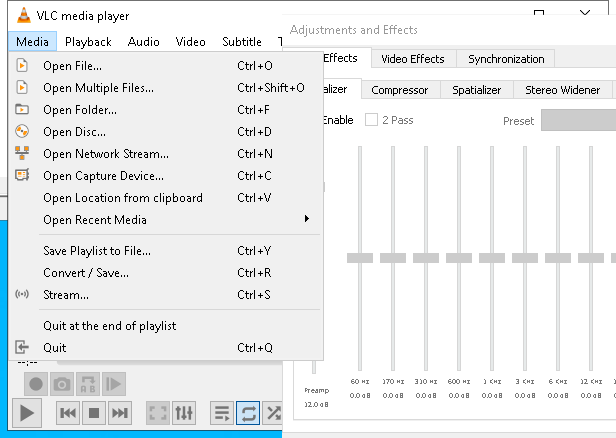 VLC media player
Adjustments and Effects
Media Playback Audio Video Subtitle
Effects Video Effects Synchronization
Compressor Spatializer Stereo Widener
Enable 2 Pass Preset
Open File... Ctrl+O
Open Multiple Files... Ctrl+Shift+O
Open Folder... Ctrl+F
Open Disc... Ctrl+D
Open Network Stream... Ctrl+N
Open Capture Device... Ctrl+C
Open Location from clipboard Ctrl+V
Open Recent Media
Save Playlist to File... Ctrl+Y
Convert / Save... Ctrl+R
Stream... Ctrl+S
Quit at the end of playlist
Quit Ctrl+Q
60 Hz 170 Hz 310 Hz 600 Hz 1 KHz 3 KHz 6 KHz 12 KHz
Preamp 0.0 dB 0.0 dB 0.0 dB 0.0 dB 0.0 dB 0.0 dB 0.0 dB 0.0 dB
12.0 dB